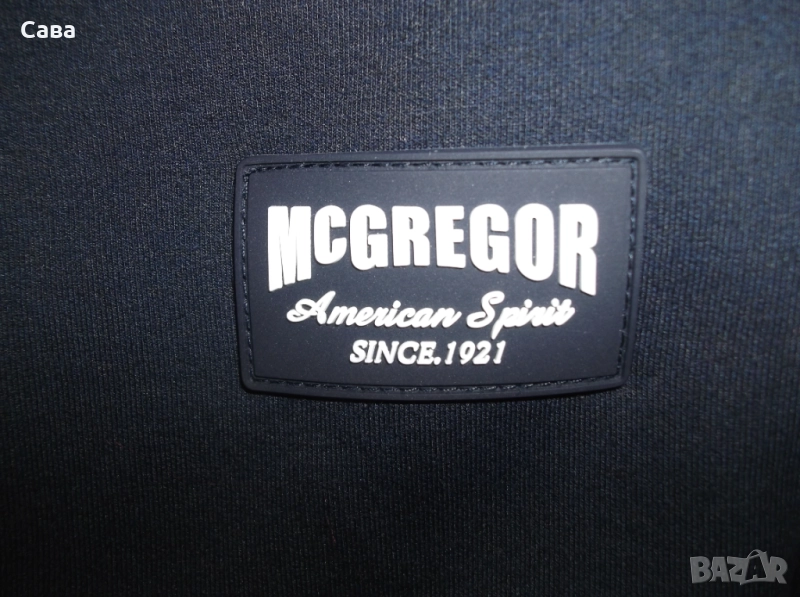 Сава
McGREGOR
American Spirit
SINCE.1921
BAZAR